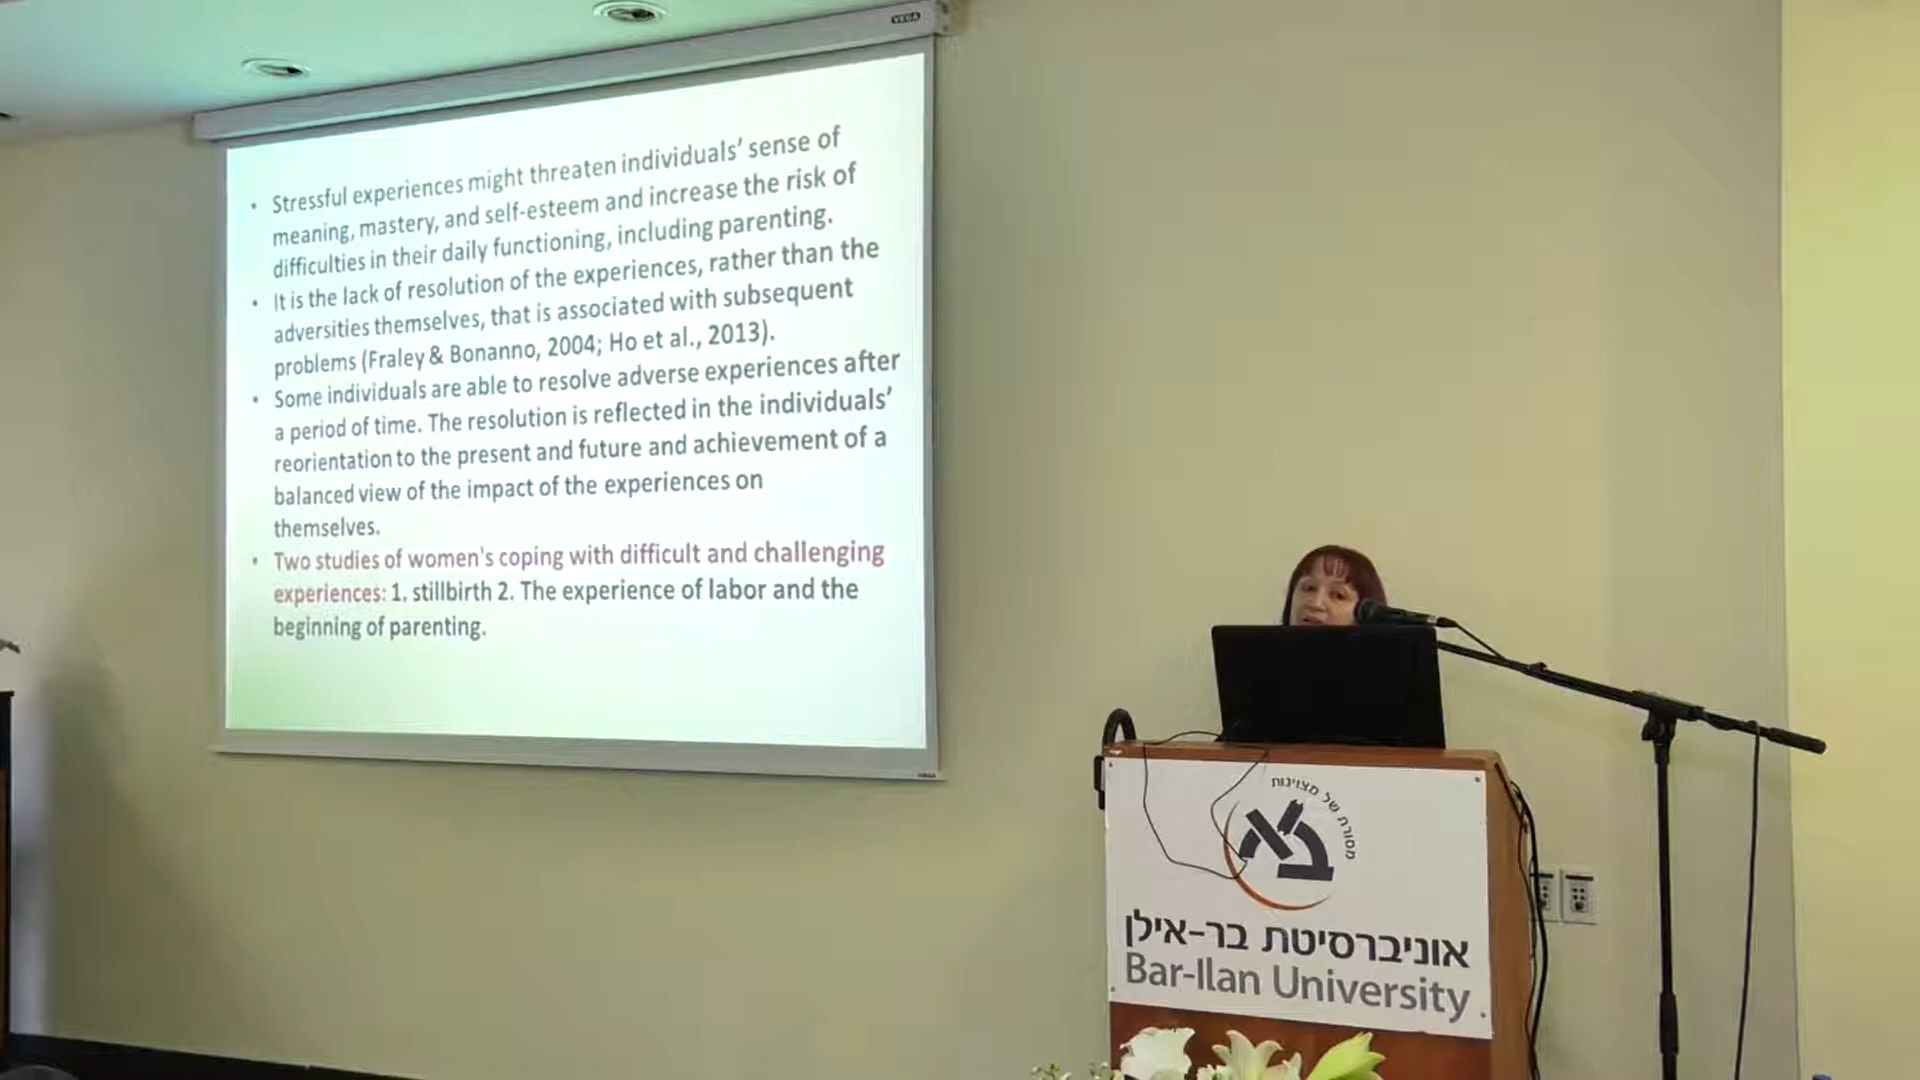 VEGA
• Stressful experiences might threaten individuals’ sense of
meaning, mastery, and self-esteem and increase the risk of
difficulties in their daily functioning, including parenting.
• It is the lack of resolution of the experiences, rather than the
adversities themselves, that is associated with subsequent
problems (Fraley & Bonanno, 2004; Ho et al., 2013).
• Some individuals are able to resolve adverse experiences after
a period of time. The resolution is reflected in the individuals’
reorientation to the present and future and achievement of a
balanced view of the impact of the experiences on
themselves.
• Two studies of women's coping with difficult and challenging
experiences: 1. stillbirth 2. The experience of labor and the
beginning of parenting.
VEGA
מסורת של מצוינות
אוניברסיטת בר-אילן
Bar-Ilan University